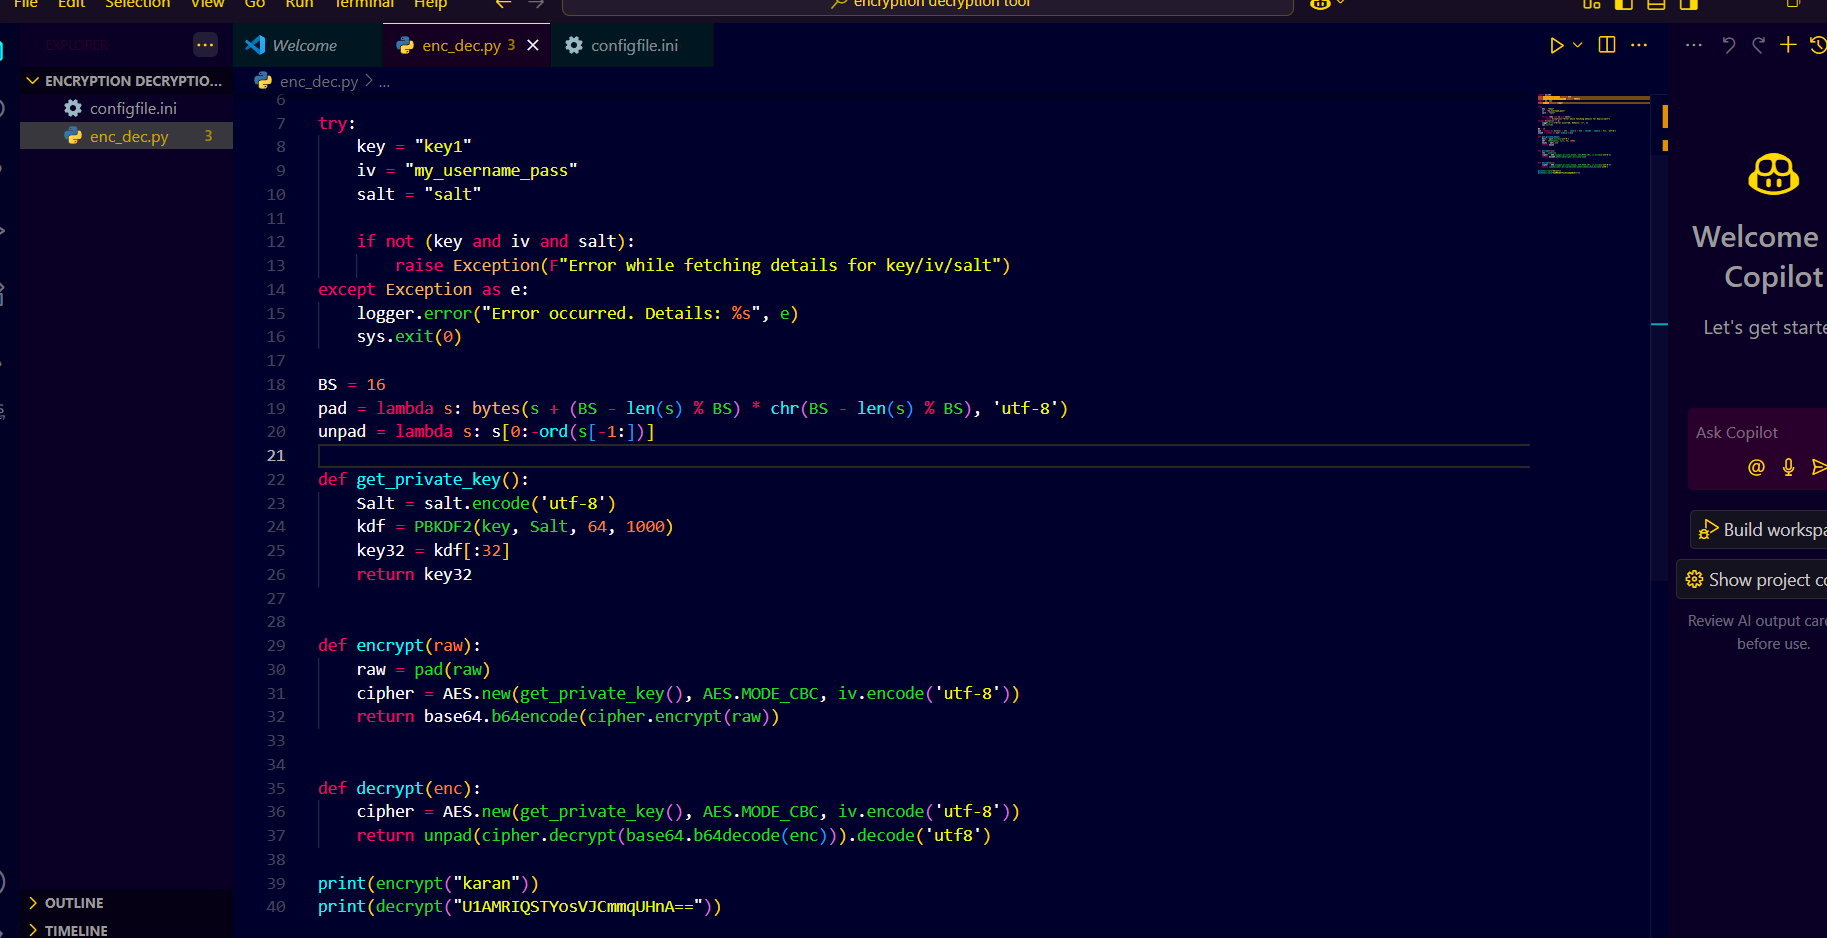 File Edit Selection View Go Run Terminal Help
encryption decryption tool
EXPLORER
Welcome
enc_dec.py 3
configfile.ini
ENCRYPTION DECRYPTIO...
configfile.ini
enc_dec.py 3
enc_dec.py > ...
6
7 try:
8 key = "key1"
9 iv = "my_username_pass"
10 salt = "salt"
11
12 if not (key and iv and salt):
13 raise Exception(F"Error while fetching details for key/iv/salt")
14 except Exception as e:
15 logger.error("Error occurred. Details: %s", e)
16 sys.exit(0)
17
18 BS = 16
19 pad = lambda s: bytes(s + (BS - len(s) % BS) * chr(BS - len(s) % BS), 'utf-8')
20 unpad = lambda s: s[0:-ord(s[-1:])]
21
22 def get_private_key():
23 Salt = salt.encode('utf-8')
24 kdf = PBKDF2(key, Salt, 64, 1000)
25 key32 = kdf[:32]
26 return key32
27
28
29 def encrypt(raw):
30 raw = pad(raw)
31 cipher = AES.new(get_private_key(), AES.MODE_CBC, iv.encode('utf-8'))
32 return base64.b64encode(cipher.encrypt(raw))
33
34
35 def decrypt(enc):
36 cipher = AES.new(get_private_key(), AES.MODE_CBC, iv.encode('utf-8'))
37 return unpad(cipher.decrypt(base64.b64decode(enc))).decode('utf8')
38
39 print(encrypt("karan"))
40 print(decrypt("U1AMRIQSTYosVJCmmqUHnA=="))
OUTLINE
TIMELINE
Welcome
Copilot
Let's get starte
Ask Copilot
Build workspa
Show project co
Review AI output care
before use.